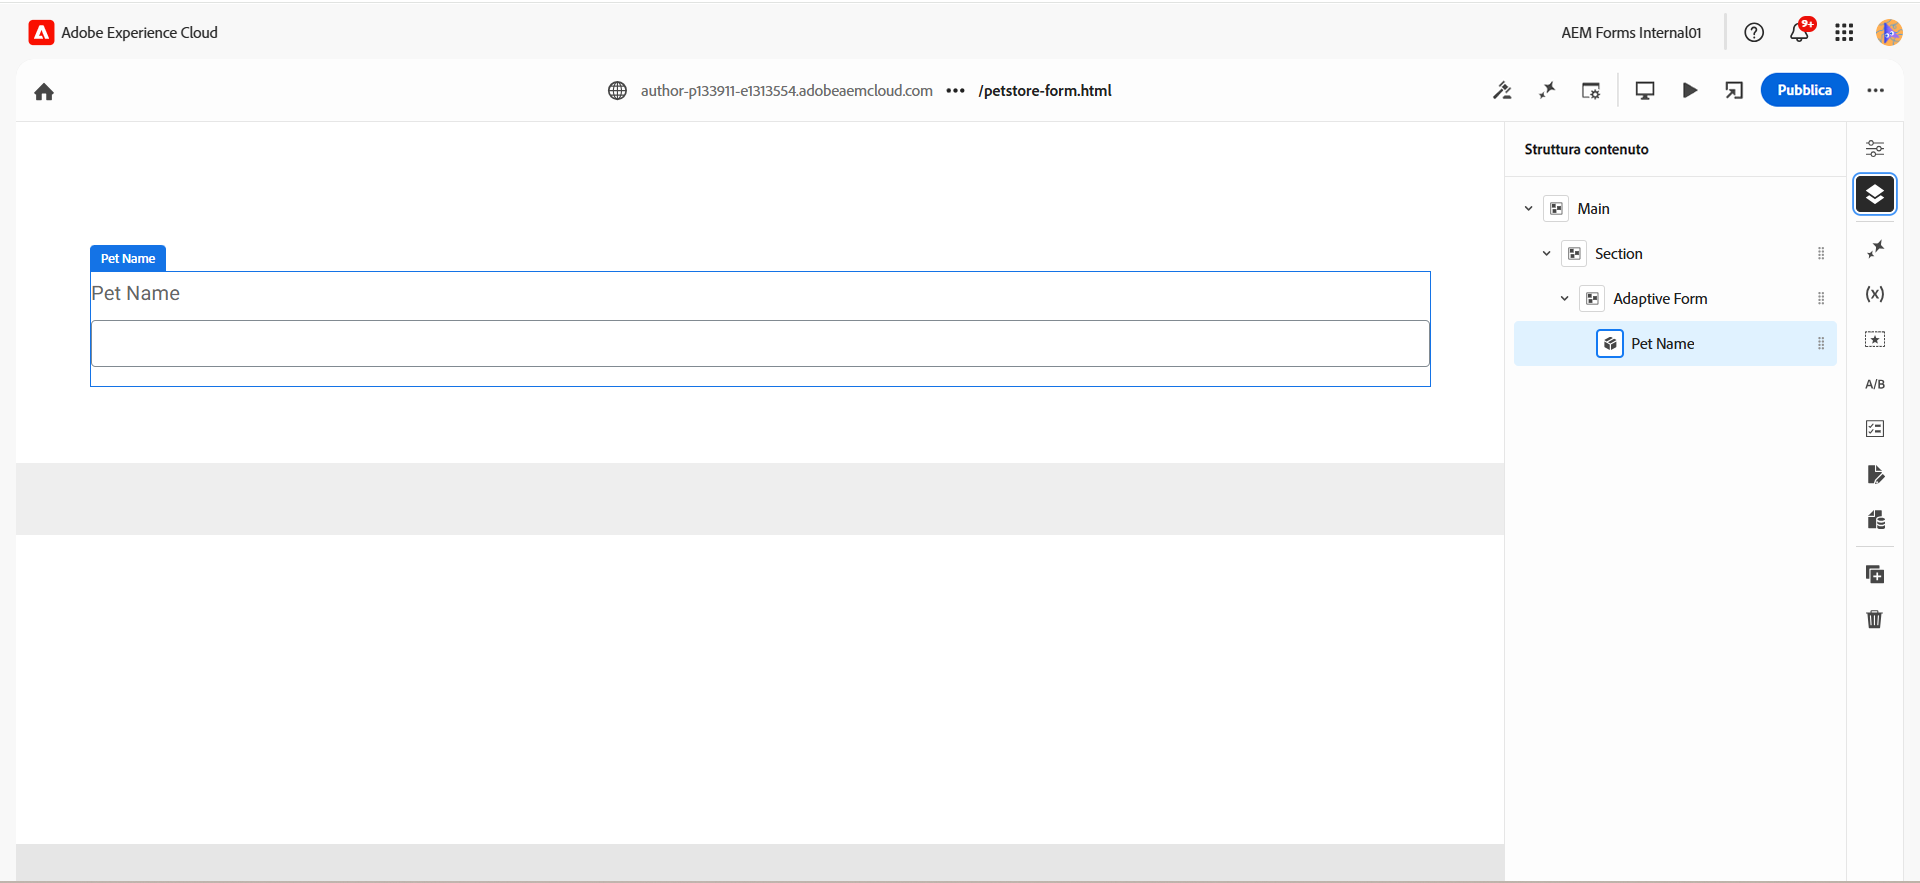 Adobe Experience Cloud
AEM Forms Internal01
9+
author-p133911-e1313554.adobeaemcloud.com ••• /petstore-form.html
Pubblica
Struttura contenuto
Main
Section
Adaptive Form
Pet Name
Pet Name
Pet Name
(x)
A/B